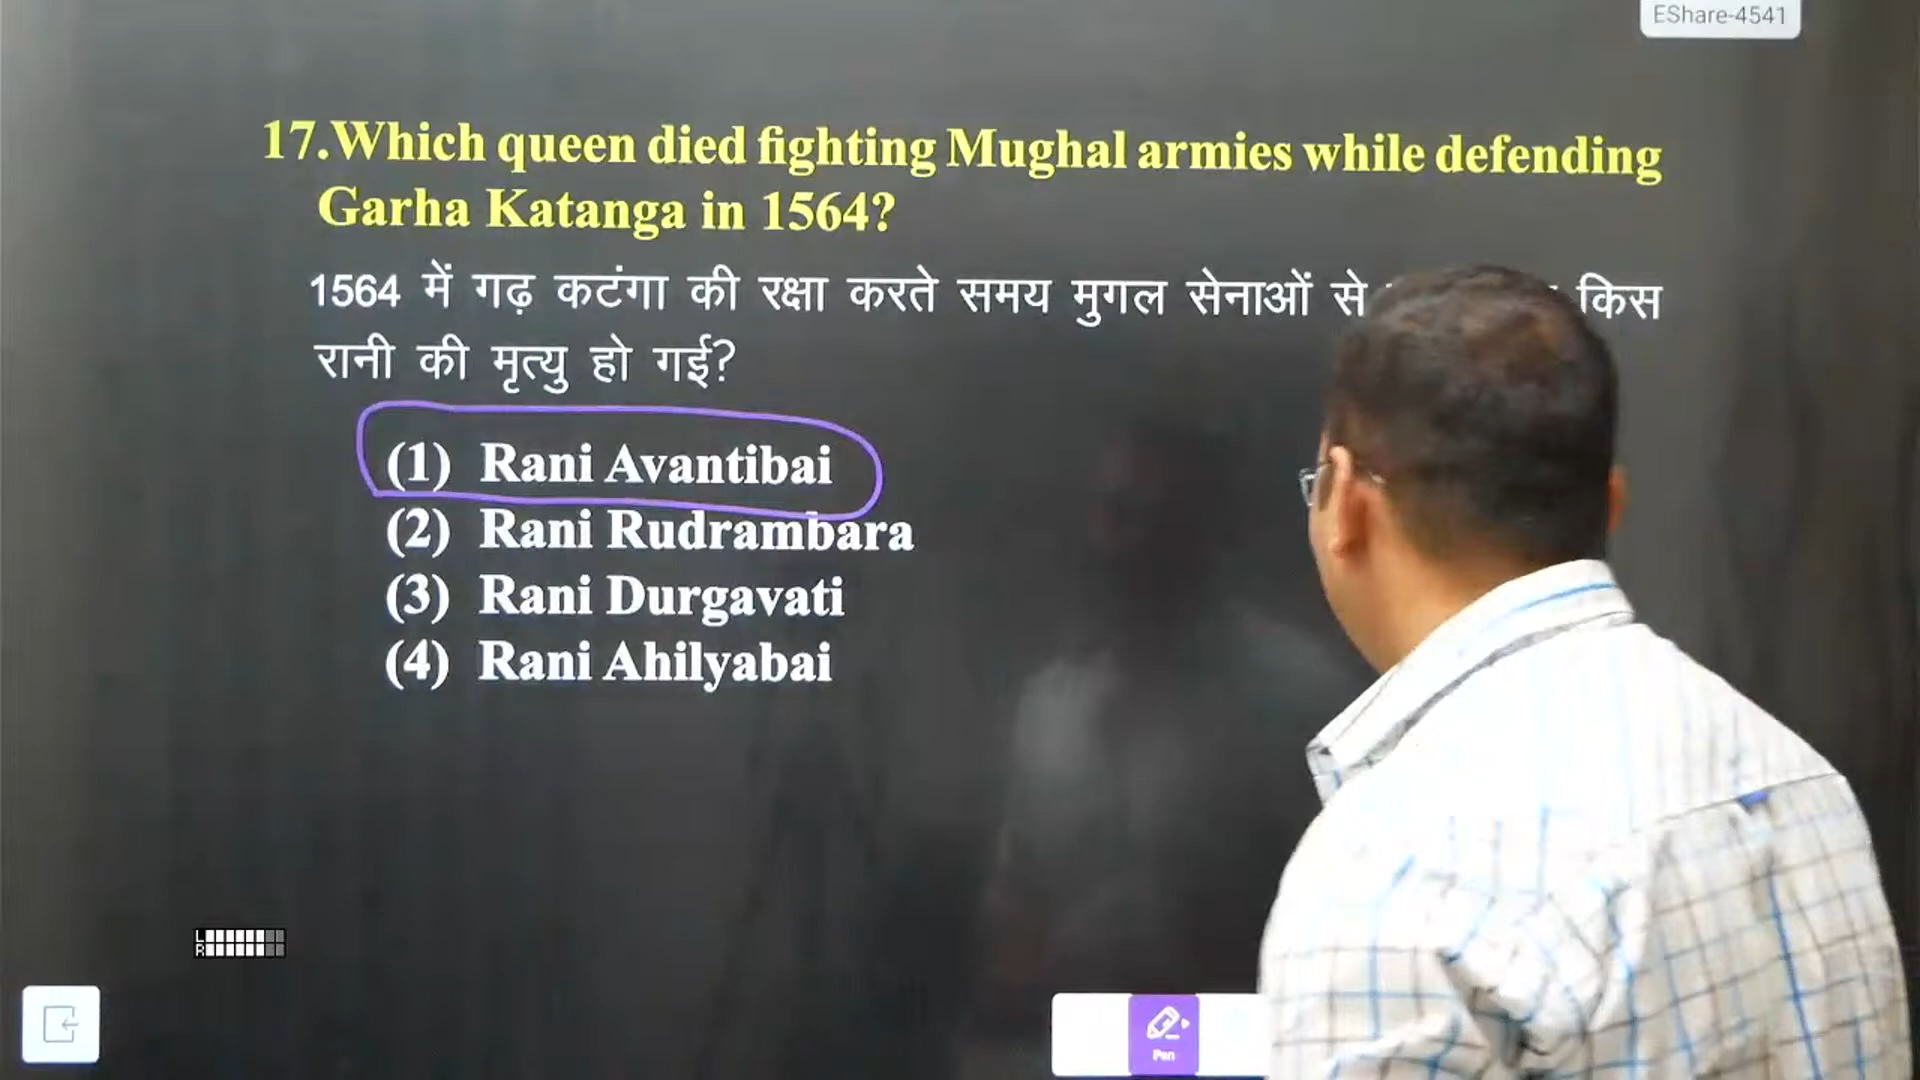 EShare-4541
17.Which queen died fighting Mughal armies while defending
Garha Katanga in 1564?
1564 में गढ़ कटंगा की रक्षा करते समय मुगल सेनाओं से किस
रानी की मृत्यु हो गई?
(1) Rani Avantibai
(2) Rani Rudrambara
(3) Rani Durgavati
(4) Rani Ahilyabai
L
R
Pen